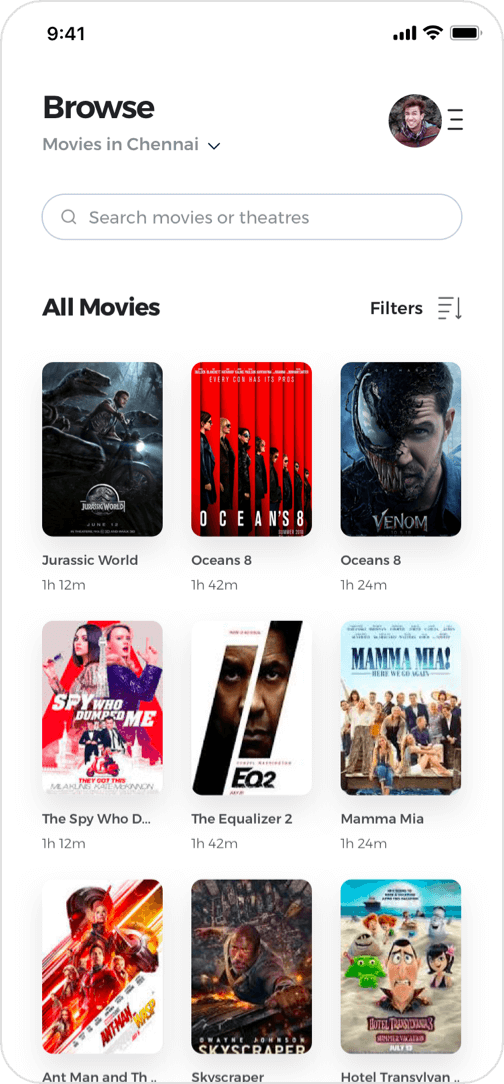 9:41
Browse
Movies in Chennai
Search movies or theatres
All Movies
Filters
EVERY CON HAS ITS PROS
JURASSIC WORLD
JUNE 12
OCEAN'S 8
SUMMER 2018
VENOM
Jurassic World
Oceans 8
Oceans 8
1h 12m
1h 42m
1h 24m
SPY WHO
DUMPED ME
THEY GOT THIS
MILA KUNIS KATE McKINNON
DENZEL WASHINGTON
EQ2
MAMMA MIA!
HERE WE GO AGAIN
The Spy Who D...
The Equalizer 2
Mamma Mia
1h 12m
1h 42m
1h 24m
ANT-MAN
AND THE WASP
DWAYNE JOHNSON
SKYSCRAPER
HOTEL TRANSYLVANIA 3
SUMMER VACATION
JULY 13
Ant Man and Th ..
Skyscraper
Hotel Transylvan ..